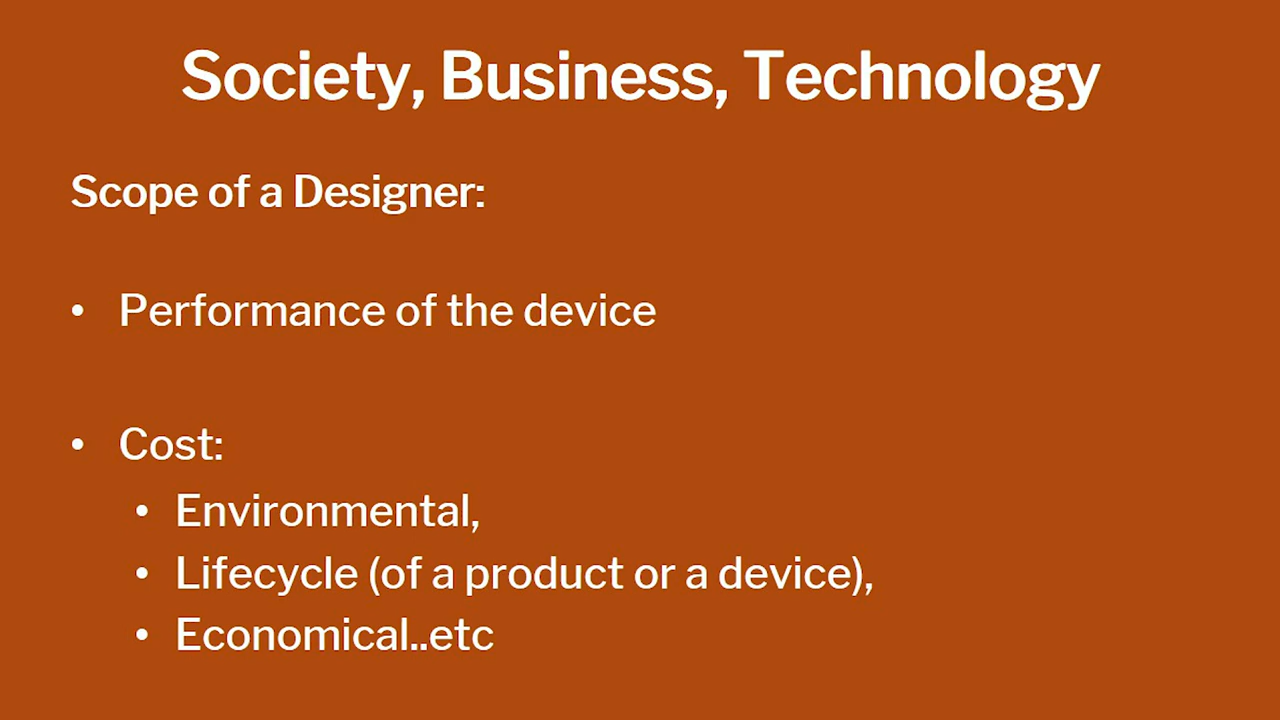 Society, Business, Technology
Scope of a Designer:
• Performance of the device
• Cost:
• Environmental,
• Lifecycle (of a product or a device),
• Economical..etc